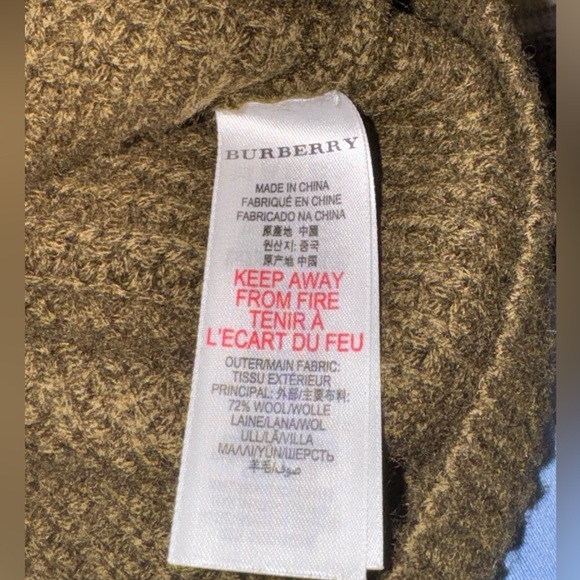 BURBERRY
MADE IN CHINA
FABRIQUÉ EN CHINE
FABRICADO NA CHINA
原產地 中國
원산지: 중국
原产地 中国
KEEP AWAY
FROM FIRE
TENIR À
L'ECART DU FEU
OUTER/MAIN FABRIC:
TISSU EXTÉRIEUR
PRINCIPAL: 外部/主要布料:
72% WOOL/WOLLE
LAINE/LANA/WOL
ULL/LÃ/VILLA
ΜΑΛΛΙ/YÜN/ШЕРСТЬ
羊毛/صوف